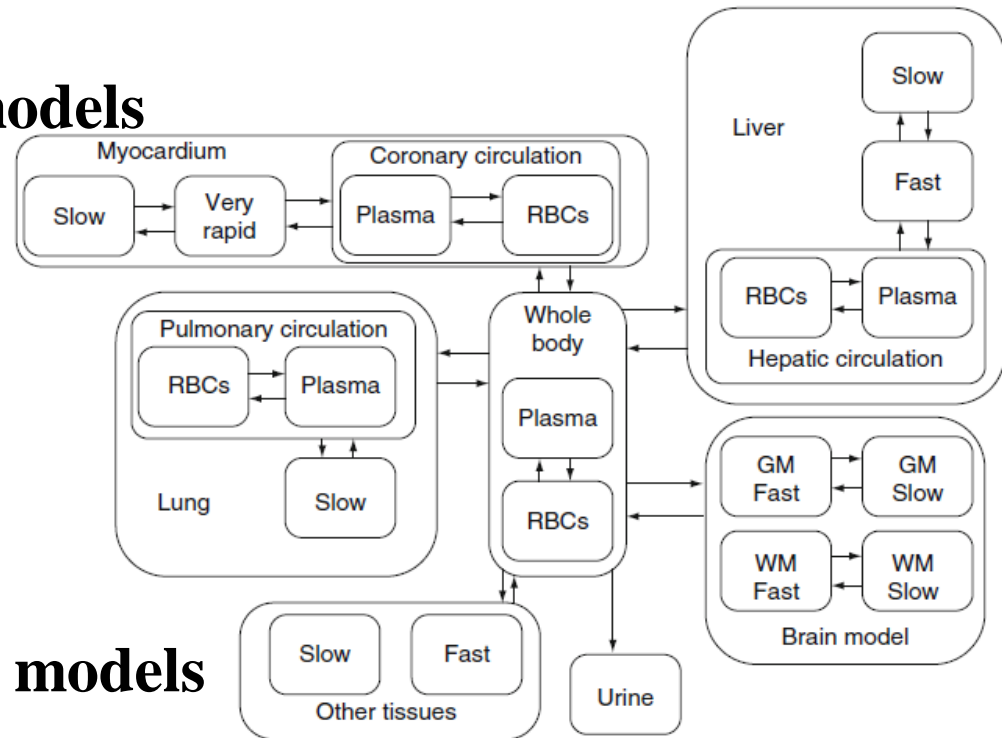 models
Myocardium
Slow
Very
rapid
Coronary circulation
Plasma
RBCs
Liver
Slow
Fast
RBCs
Plasma
Hepatic circulation
Pulmonary circulation
RBCs
Plasma
Lung
Slow
Whole
body
Plasma
RBCs
GM
Fast
GM
Slow
WM
Fast
WM
Slow
Brain model
models
Slow
Fast
Other tissues
Urine